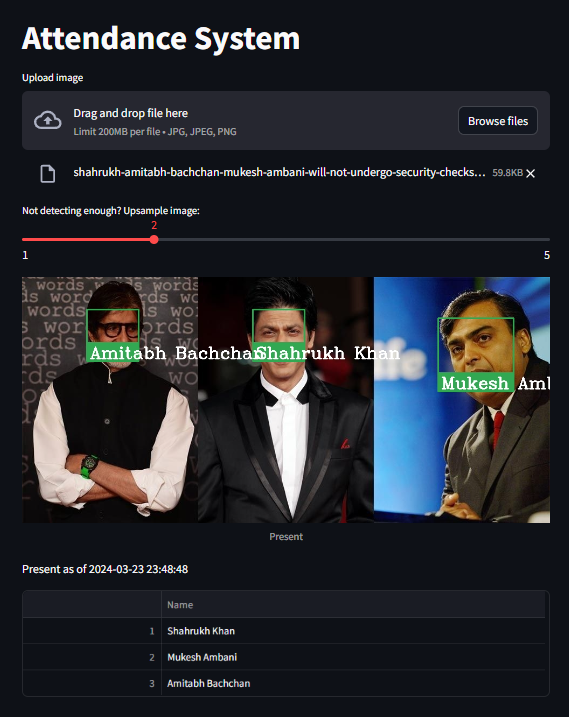 Attendance System
Upload image
Drag and drop file here
Limit 200MB per file • JPG, JPEG, PNG
Browse files
shahrukh-amitabh-bachchan-mukesh-ambani-will-not-undergo-security-checks...
59.8KB
Not detecting enough? Upsample image:
2
1
5
words words words
words words
words
Amitabh Bachchan
Shahrukh Khan
Mukesh Amb
Present
Present as of 2024-03-23 23:48:48
Name
1 Shahrukh Khan
2 Mukesh Ambani
3 Amitabh Bachchan